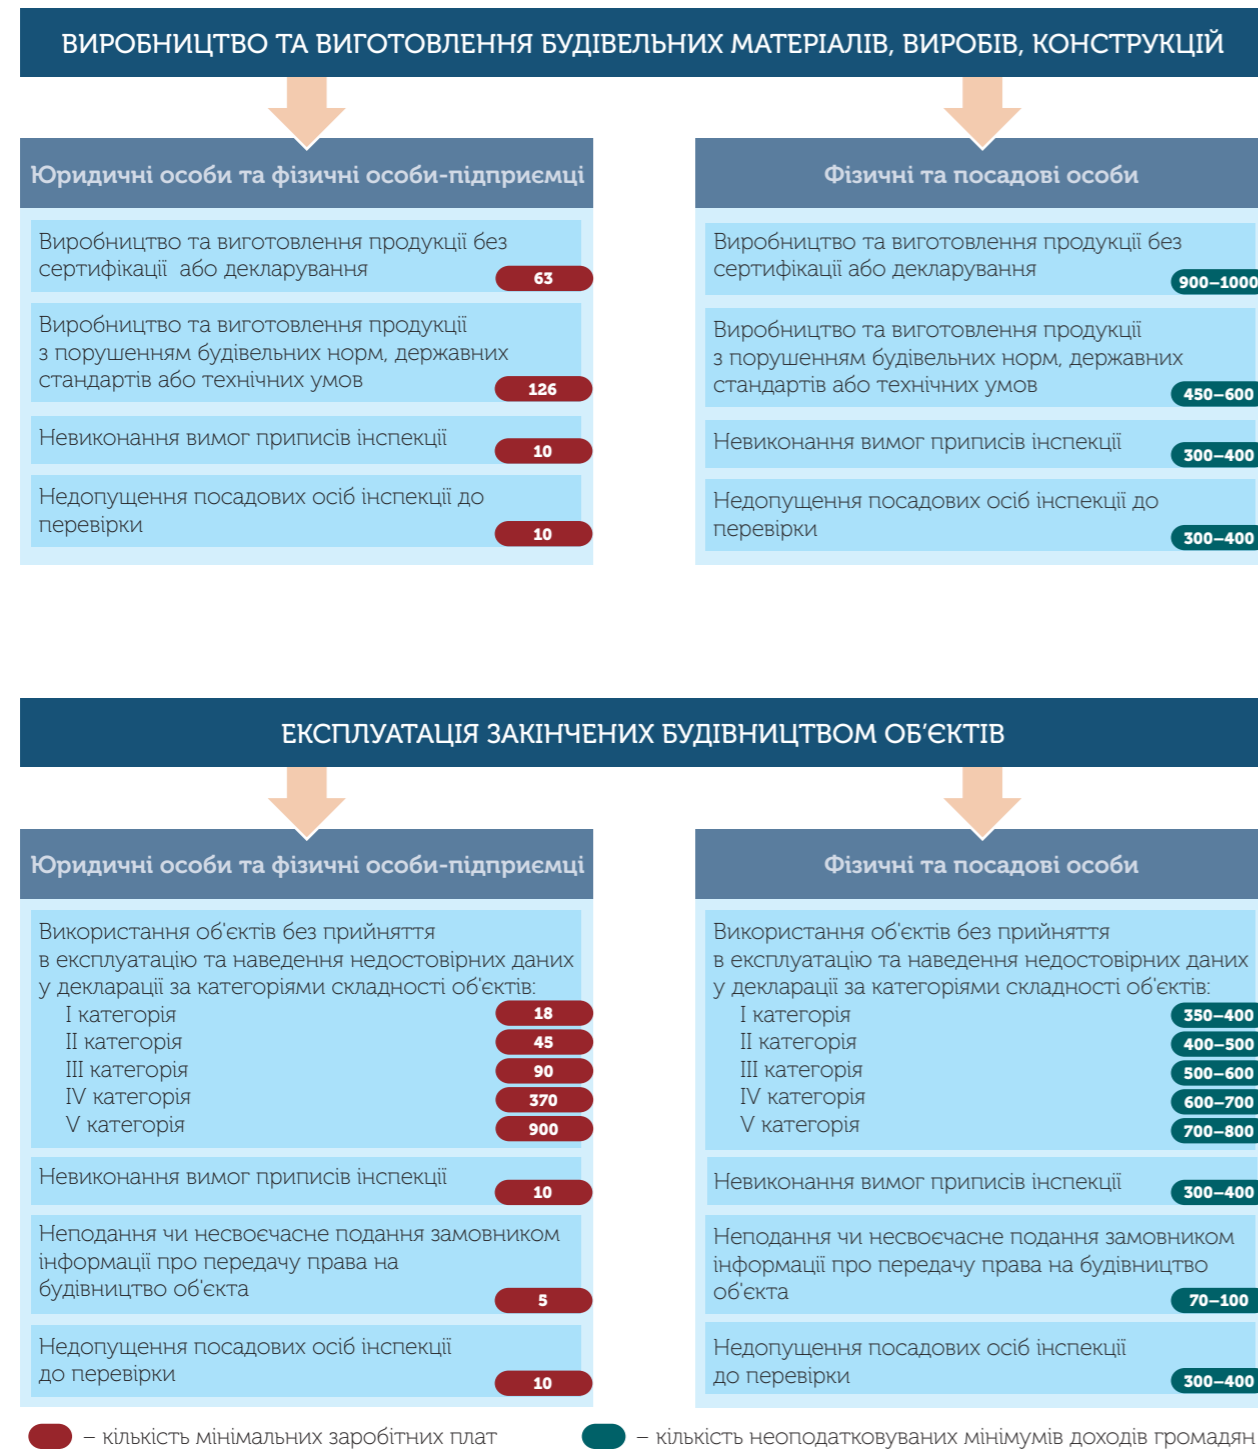 ВИРОБНИЦТВО ТА ВИГОТОВЛЕННЯ БУДІВЕЛЬНИХ МАТЕРІАЛІВ, ВИРОБІВ, КОНСТРУКЦІЙ
Юридичні особи та фізичні особи-підприємці
Виробництво та виготовлення продукції без
сертифікації або декларування
63
Виробництво та виготовлення продукції
з порушенням будівельних норм, державних
стандартів або технічних умов
126
Невиконання вимог приписів інспекції
10
Недопущення посадових осіб інспекції до
перевірки
10
Фізичні та посадові особи
Виробництво та виготовлення продукції без
сертифікації або декларування
900–1000
Виробництво та виготовлення продукції
з порушенням будівельних норм, державних
стандартів або технічних умов
450–600
Невиконання вимог приписів інспекції
300–400
Недопущення посадових осіб інспекції до
перевірки
300–400
ЕКСПЛУАТАЦІЯ ЗАКІНЧЕНИХ БУДІВНИЦТВОМ ОБ'ЄКТІВ
Юридичні особи та фізичні особи-підприємці
Використання об'єктів без прийняття
в експлуатацію та наведення недостовірних даних
у декларації за категоріями складності об'єктів:
I категорія 18
II категорія 45
III категорія 90
IV категорія 370
V категорія 900
Невиконання вимог приписів інспекції
10
Неподання чи несвоєчасне подання замовником
інформації про передачу права на
будівництво об'єкта
5
Недопущення посадових осіб інспекції
до перевірки
10
Фізичні та посадові особи
Використання об'єктів без прийняття
в експлуатацію та наведення недостовірних даних
у декларації за категоріями складності об'єктів:
I категорія 350–400
II категорія 400–500
III категорія 500–600
IV категорія 600–700
V категорія 700–800
Невиконання вимог приписів інспекції
300–400
Неподання чи несвоєчасне подання замовником
інформації про передачу права на будівництво
об'єкта
70–100
Недопущення посадових осіб інспекції
до перевірки
300–400
– кількість мінімальних заробітних плат
– кількість неоподатковуваних мінімумів доходів громадян